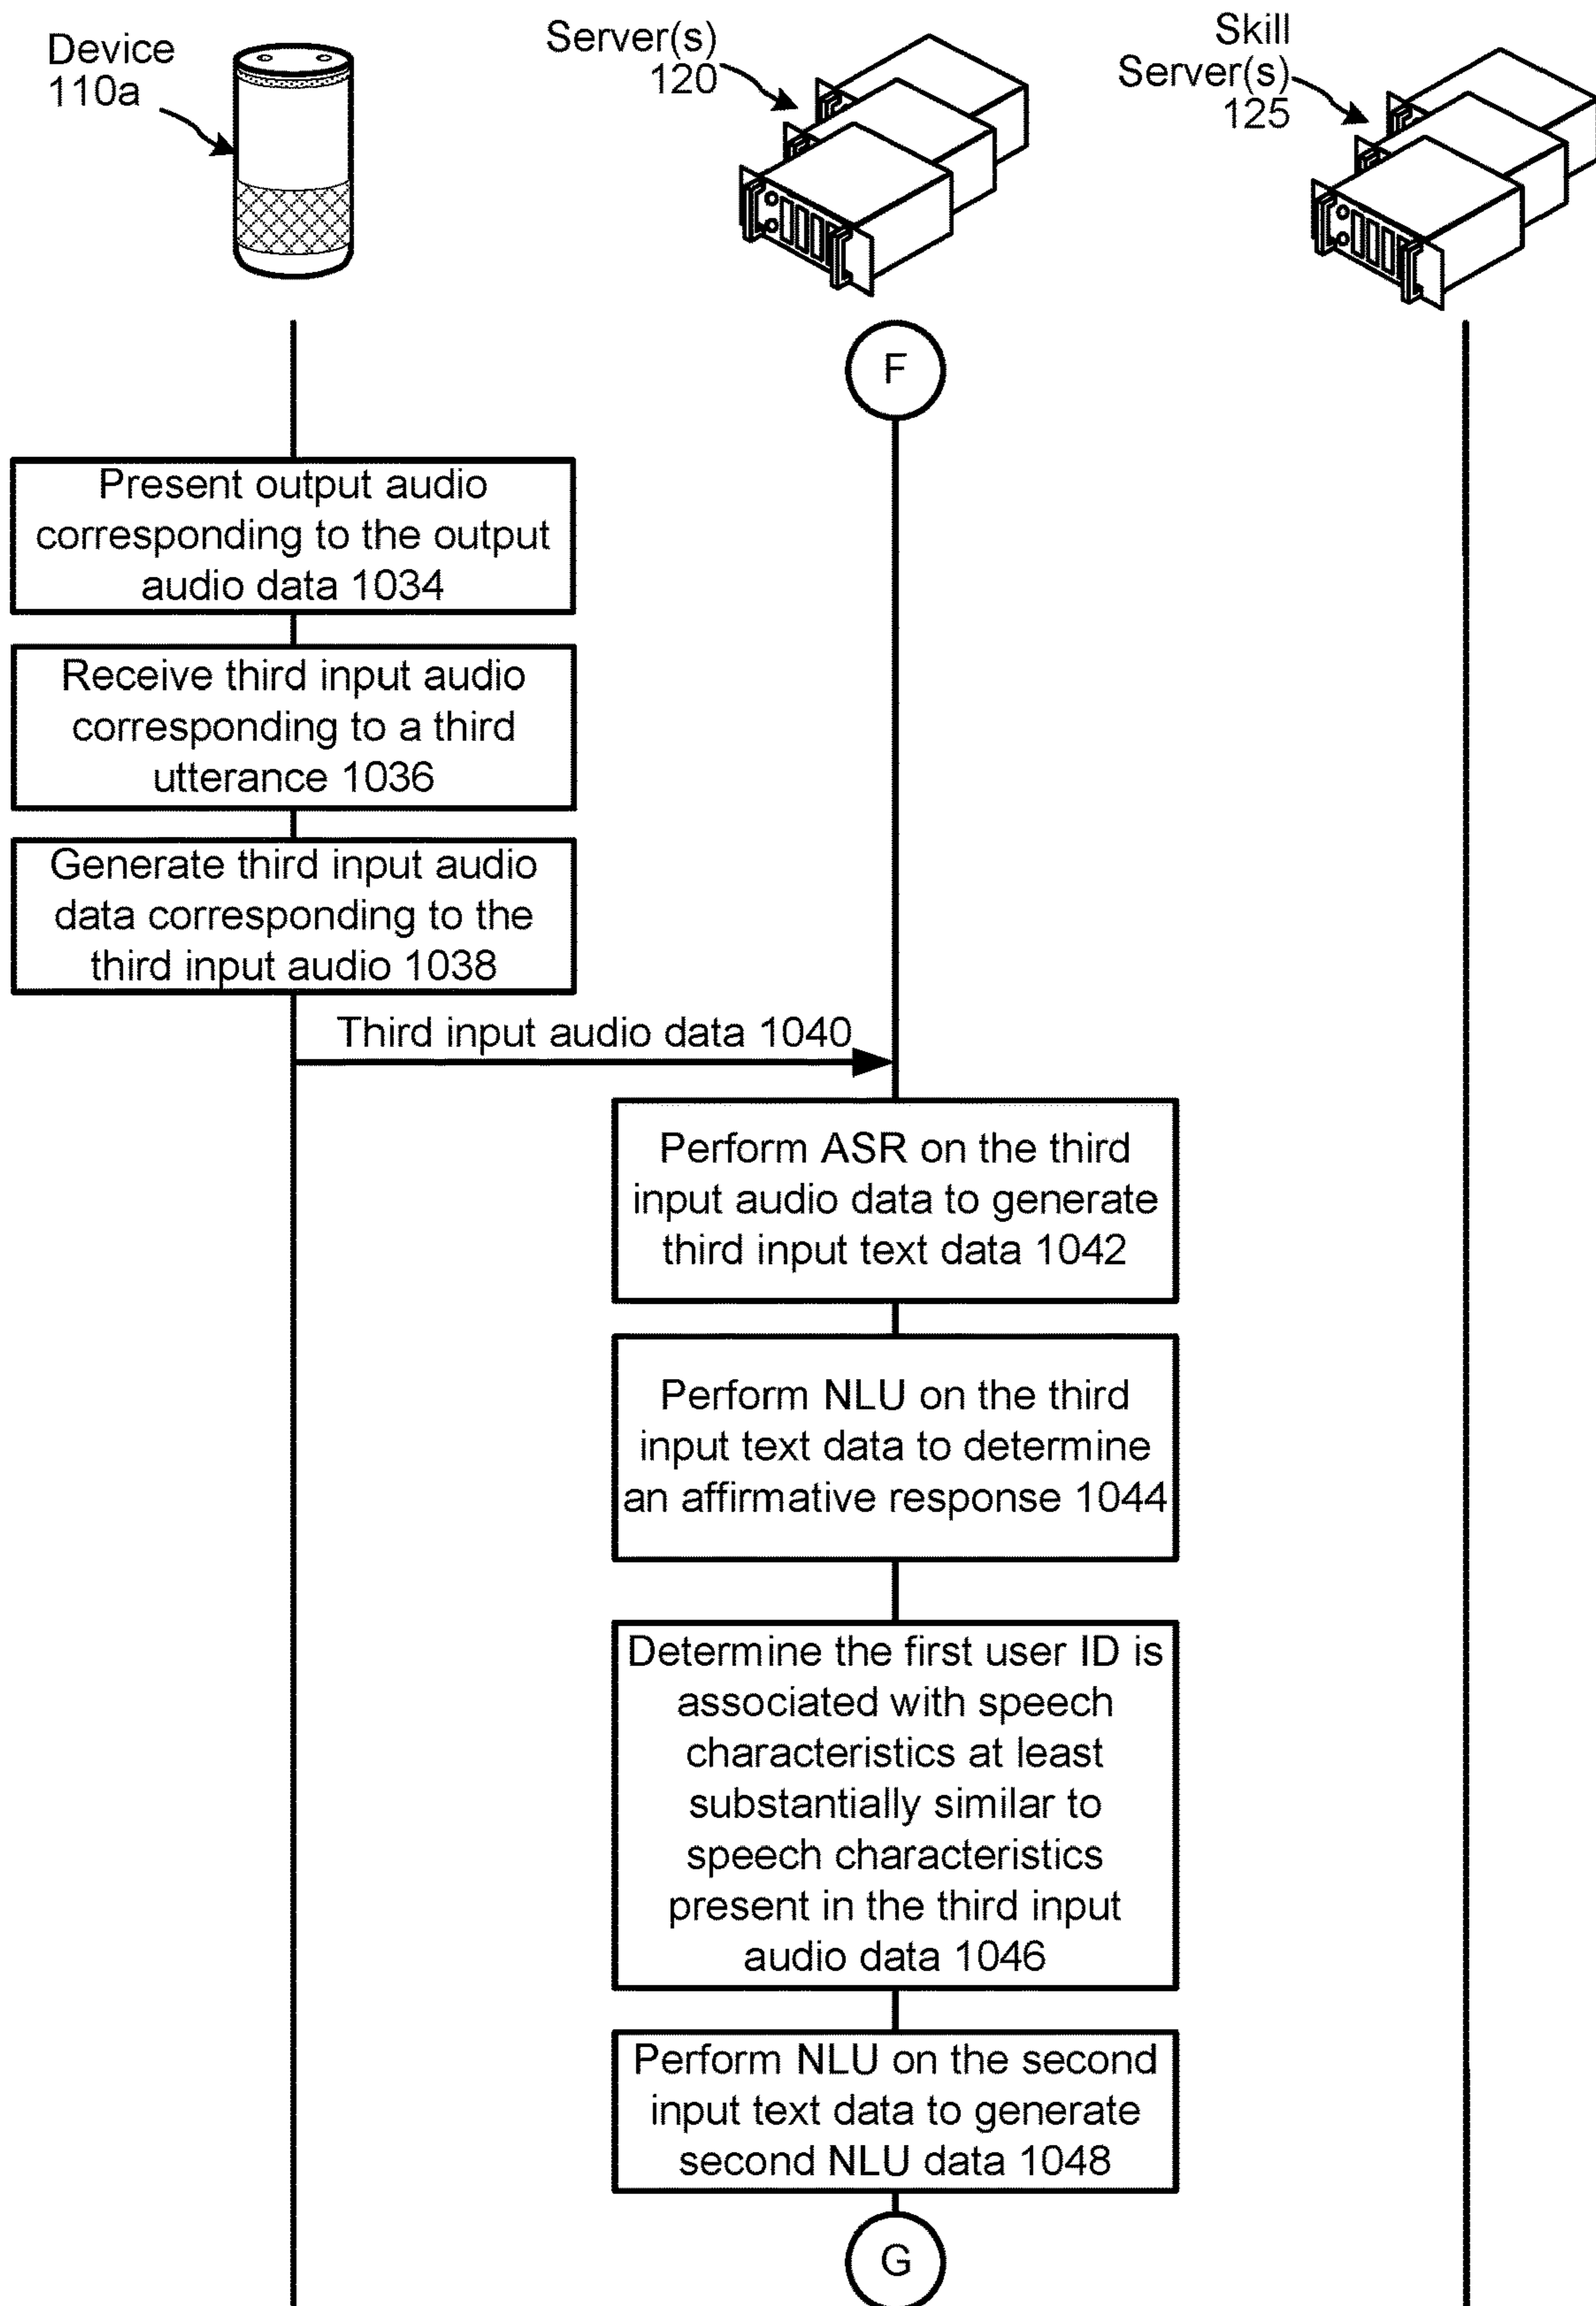 Device
110a
Server(s)
120
Skill
Server(s)
125
F
Present output audio
corresponding to the output
audio data 1034
Receive third input audio
corresponding to a third
utterance 1036
Generate third input audio
data corresponding to the
third input audio 1038
Third input audio data 1040
Perform ASR on the third
input audio data to generate
third input text data 1042
Perform NLU on the third
input text data to determine
an affirmative response 1044
Determine the first user ID is
associated with speech
characteristics at least
substantially similar to
speech characteristics
present in the third input
audio data 1046
Perform NLU on the second
input text data to generate
second NLU data 1048
G